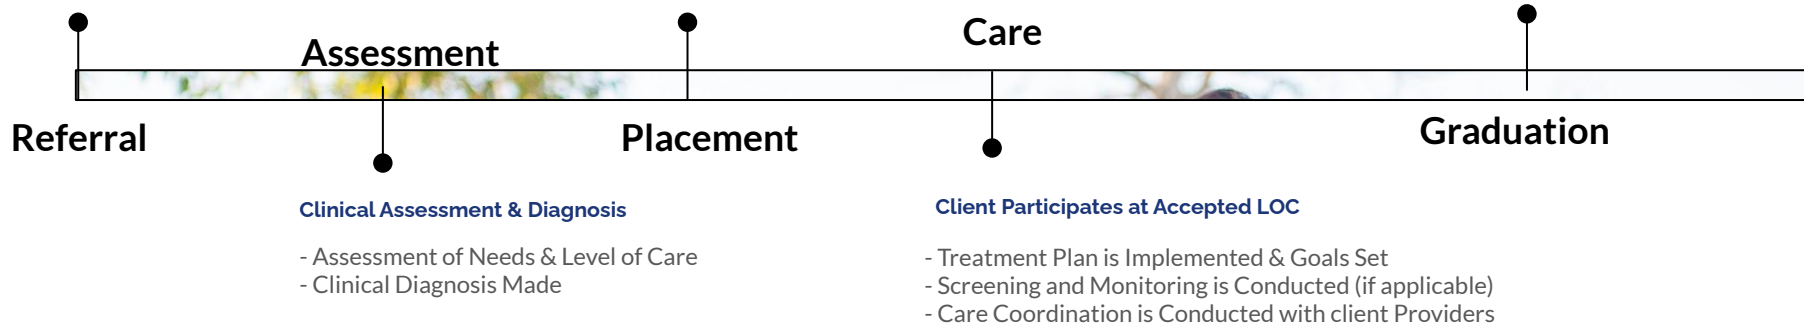 Referral
Assessment
Clinical Assessment & Diagnosis
- Assessment of Needs & Level of Care
- Clinical Diagnosis Made
Placement
Care
Client Participates at Accepted LOC
- Treatment Plan is Implemented & Goals Set
- Screening and Monitoring is Conducted (if applicable)
- Care Coordination is Conducted with client Providers
Graduation